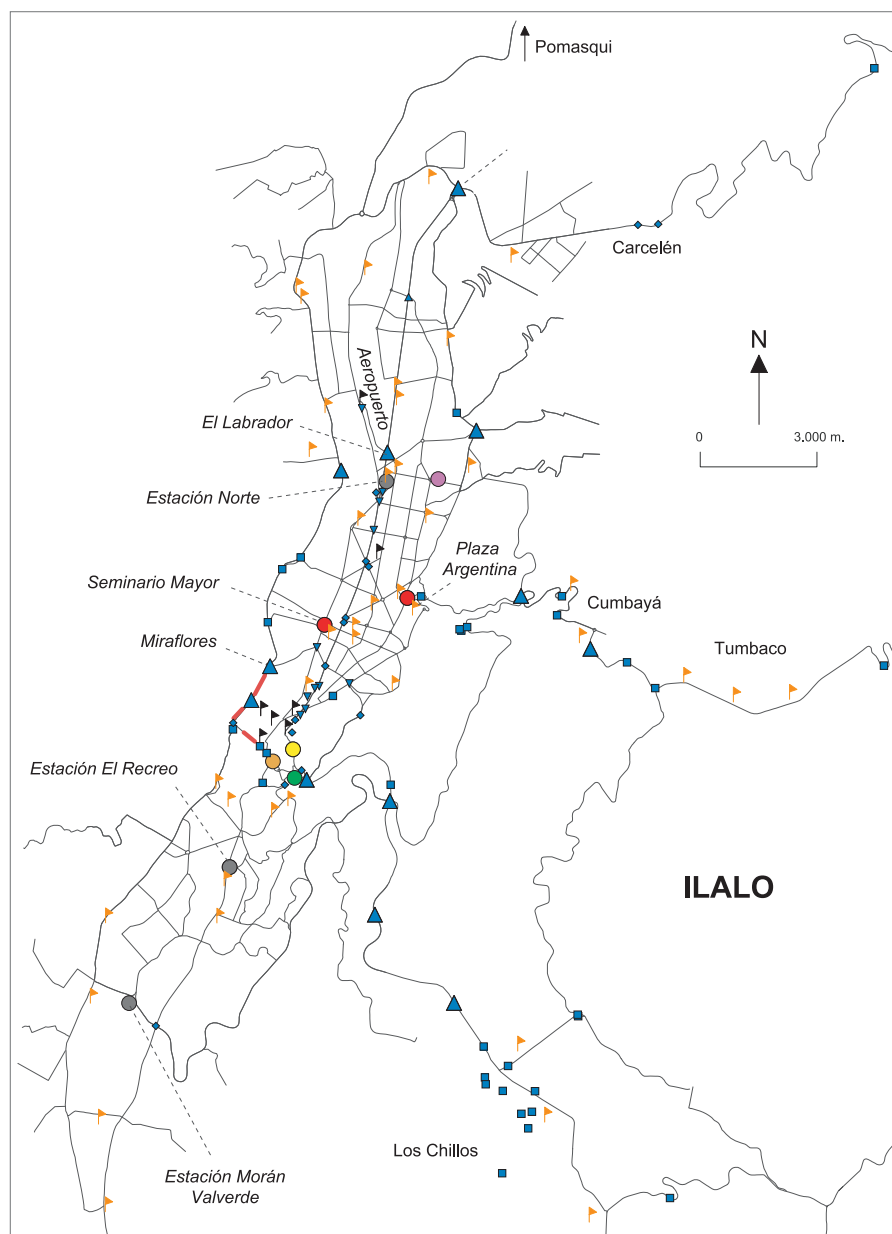 Pomasqui
Carcelén
N
Aeropuerto
El Labrador
0 3.000 m.
Estación Norte
Plaza
Argentina
Seminario Mayor
Cumbayá
Miraflores
Tumbaco
Estación El Recreo
ILALO
Los Chillos
Estación Morán
Valverde